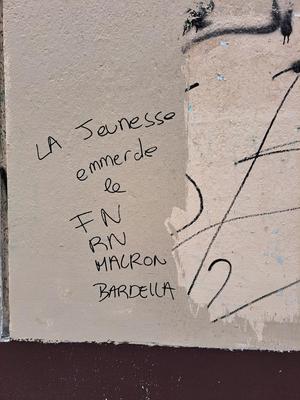 LA Jeunesse
emmerde
le
FN
RN
MACRON
BARDELLA